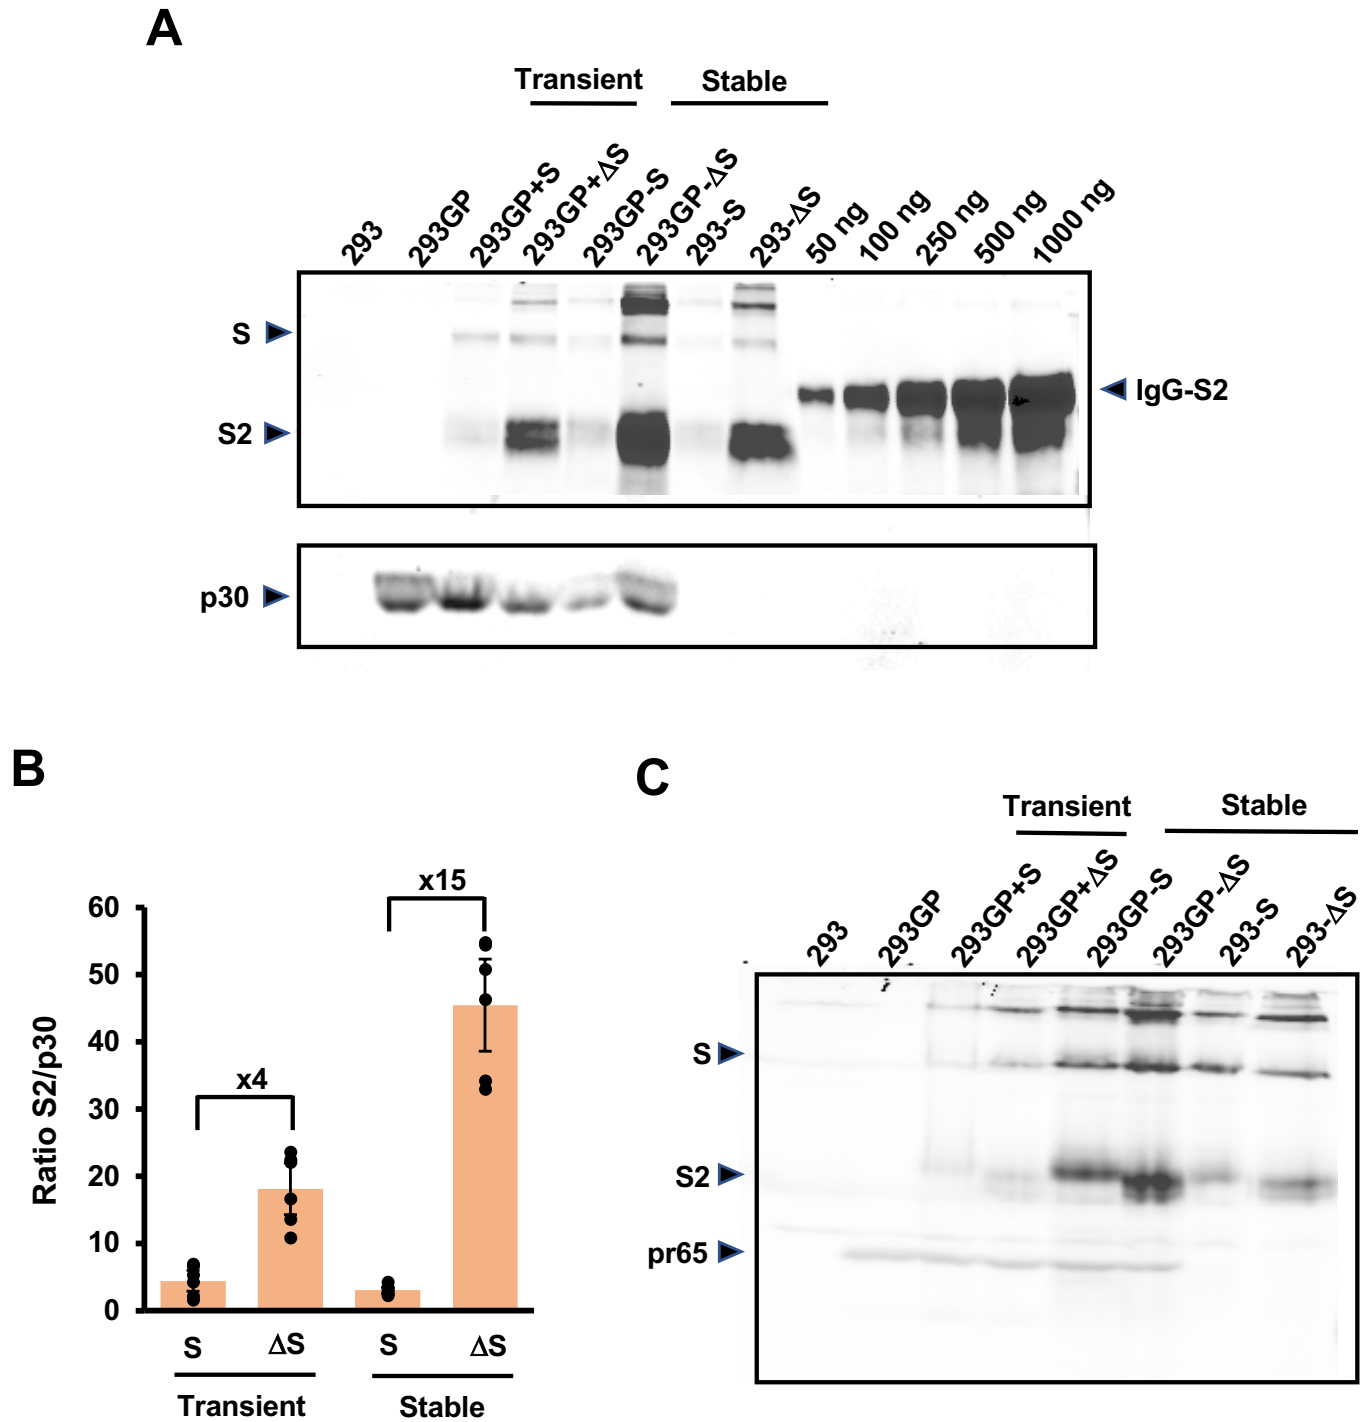 A
Transient Stable
293 293GP 293GP+S 293GP+ΔS 293GP-S 293GP-ΔS 293-S 293-ΔS 50 ng 100 ng 250 ng 500 ng 1000 ng
S
IgG-S2
S2
p30
B
x15
x4
60
50
40
30
20
10
0
Ratio S2/p30
S ΔS S ΔS
Transient Stable
C
Transient Stable
293 293GP 293GP+S 293GP+ΔS 293GP-S 293GP-ΔS 293-S 293-ΔS
S
S2
pr65